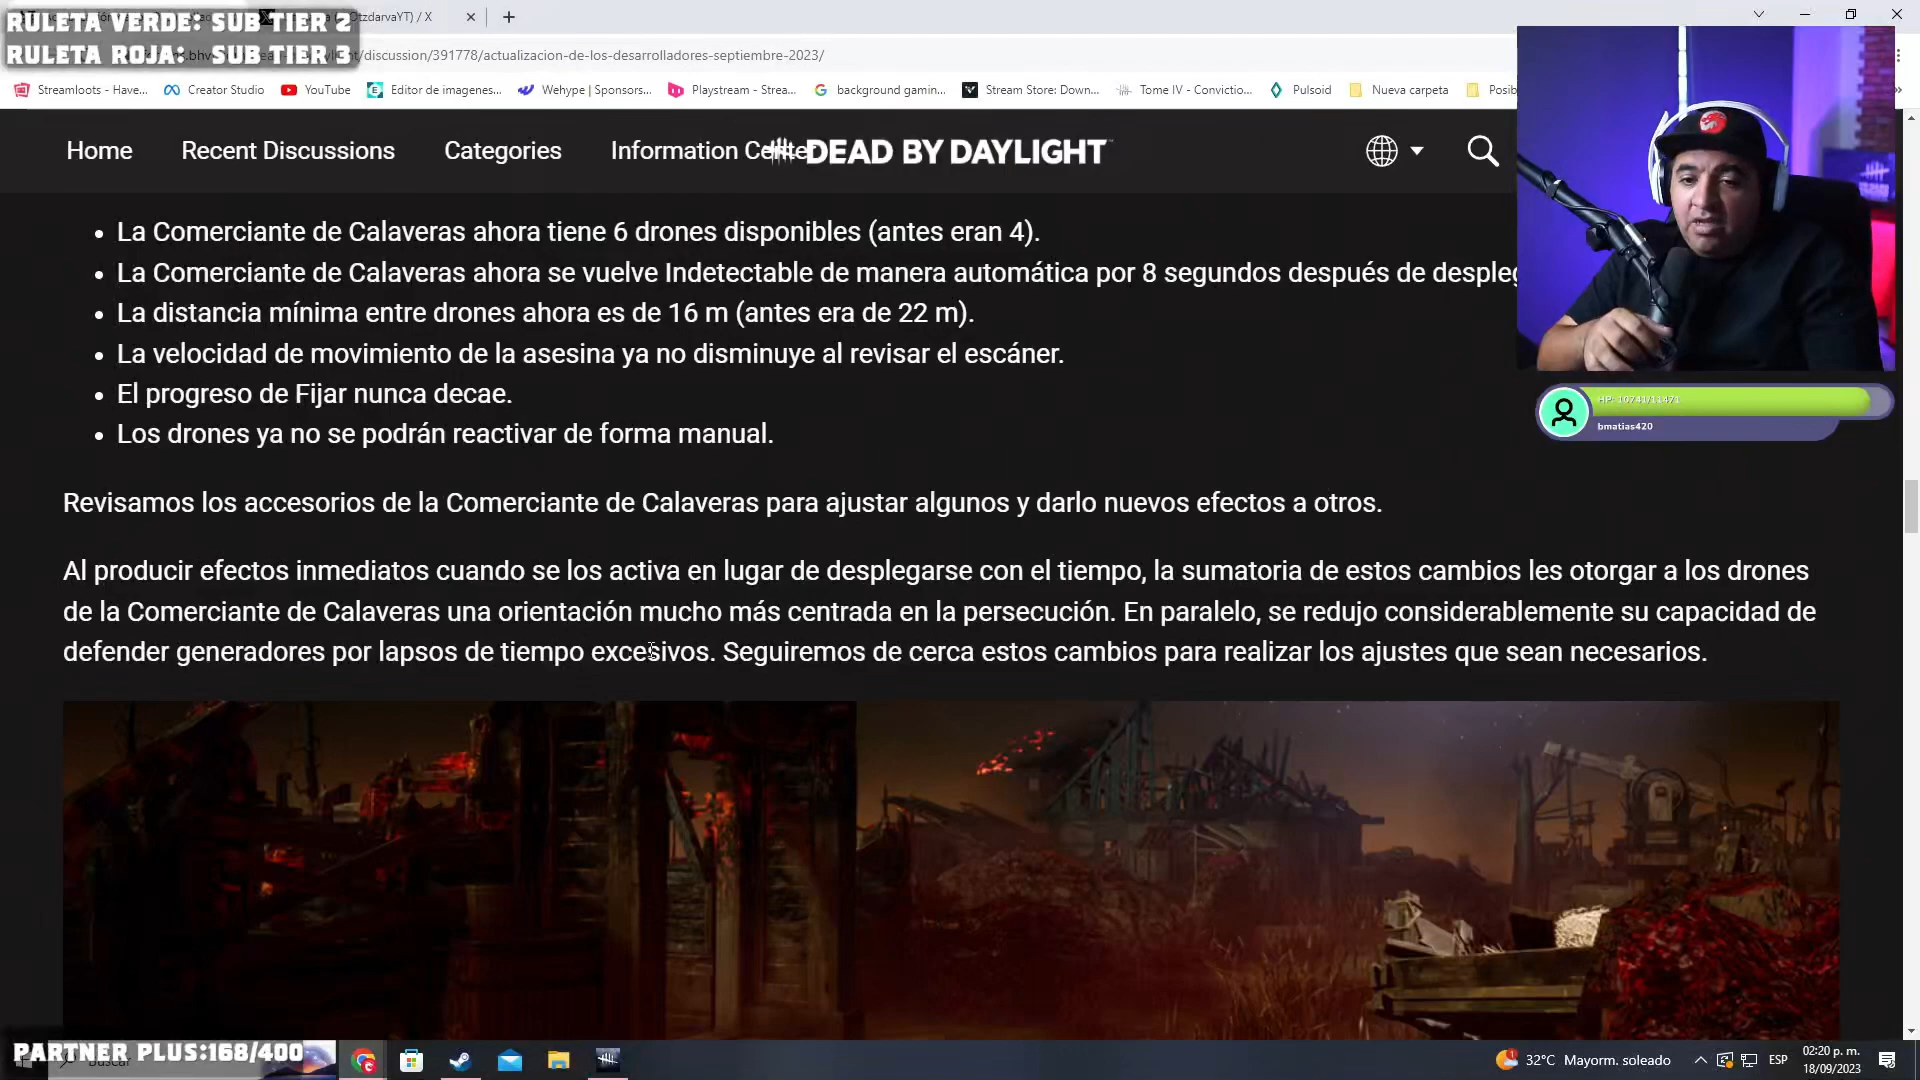 RULETA VERDE: SUB TIER 2
RULETA ROJA: SUB TIER 3
OtzdarvaYT) / X
/discussion/391778/actualizacion-de-los-desarrolladores-septiembre-2023/
Streamloots - Have... Creator Studio YouTube Editor de imagenes... Wehype | Sponsors... Playstream - Strea... background gamin... Stream Store: Down... Tome IV - Convictio... Pulsoid Nueva carpeta Posib
Home Recent Discussions Categories Information Center DEAD BY DAYLIGHT
• La Comerciante de Calaveras ahora tiene 6 drones disponibles (antes eran 4).
• La Comerciante de Calaveras ahora se vuelve Indetectable de manera automática por 8 segundos después de despleg
• La distancia mínima entre drones ahora es de 16 m (antes era de 22 m).
• La velocidad de movimiento de la asesina ya no disminuye al revisar el escáner.
• El progreso de Fijar nunca decae.
• Los drones ya no se podrán reactivar de forma manual.
HP: 10741/11471
bmatias420
Revisamos los accesorios de la Comerciante de Calaveras para ajustar algunos y darlo nuevos efectos a otros.
Al producir efectos inmediatos cuando se los activa en lugar de desplegarse con el tiempo, la sumatoria de estos cambios les otorgar a los drones
de la Comerciante de Calaveras una orientación mucho más centrada en la persecución. En paralelo, se redujo considerablemente su capacidad de
defender generadores por lapsos de tiempo excesivos. Seguiremos de cerca estos cambios para realizar los ajustes que sean necesarios.
PARTNER PLUS:168/400
Buscar
32°C Mayorm. soleado
ESP
02:20 p. m.
18/09/2023